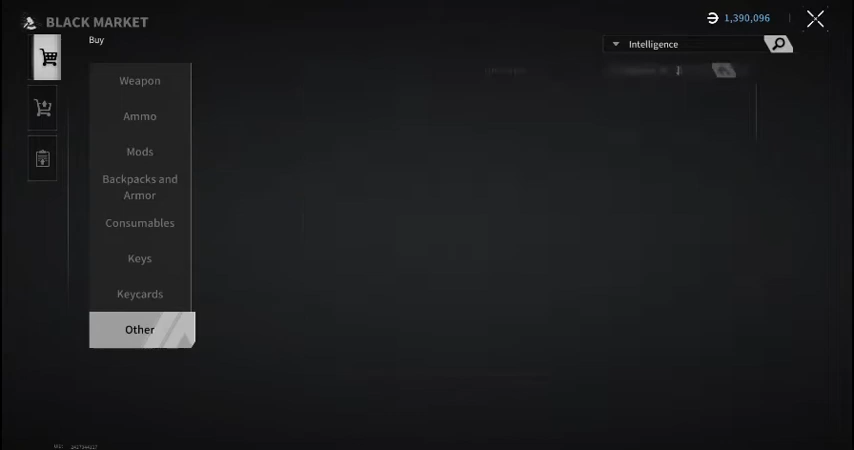 BLACK MARKET
1,390,096
Buy
Intelligence
Weapon
Ammo
Mods
Backpacks and
Armor
Consumables
Keys
Keycards
Other